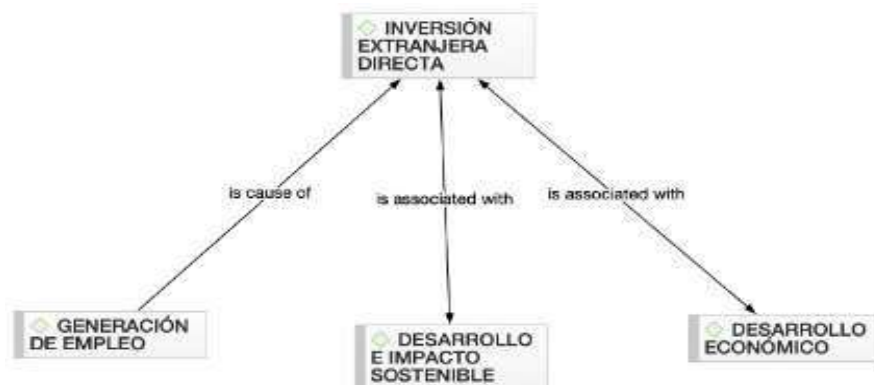 INVERSIÓN
EXTRANJERA
DIRECTA
is cause of
is associated with
is associated with
GENERACIÓN
DE EMPLEO
DESARROLLO
E IMPACTO
SOSTENIBLE
DESARROLLO
ECONÓMICO